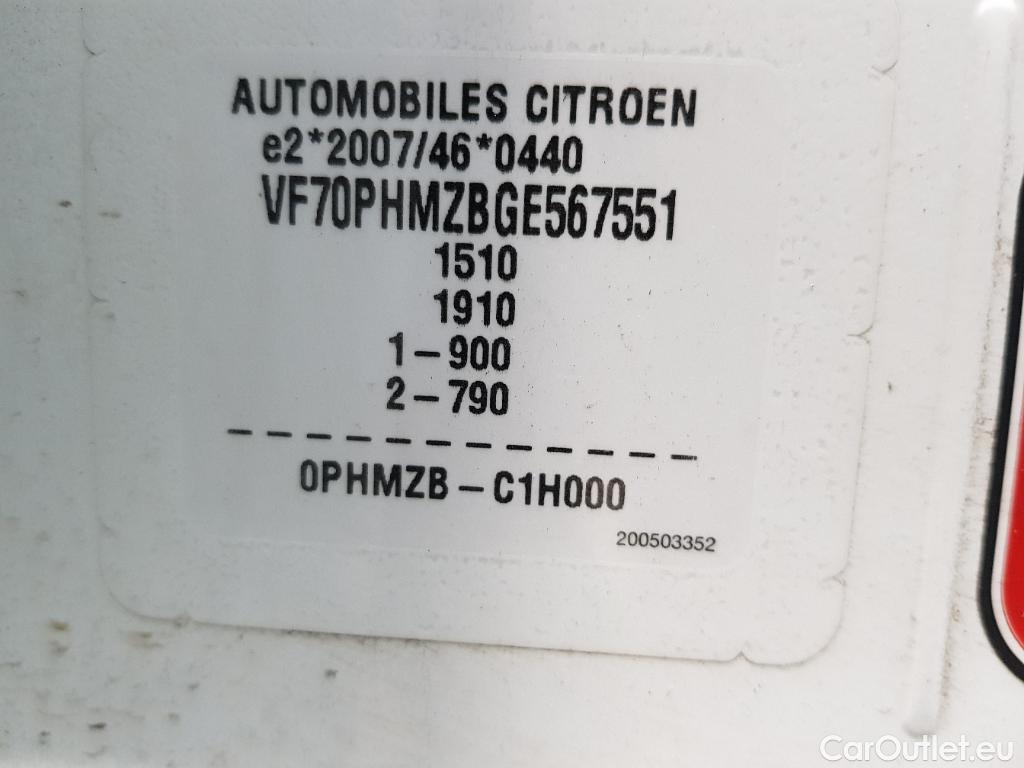 AUTOMOBILES CITROEN
e2*2007/46*0440
VF70PHMZBGE567551
1510
1910
1-900
2-790
0PHMZB-C1H000
200503352
CarOutlet.eu